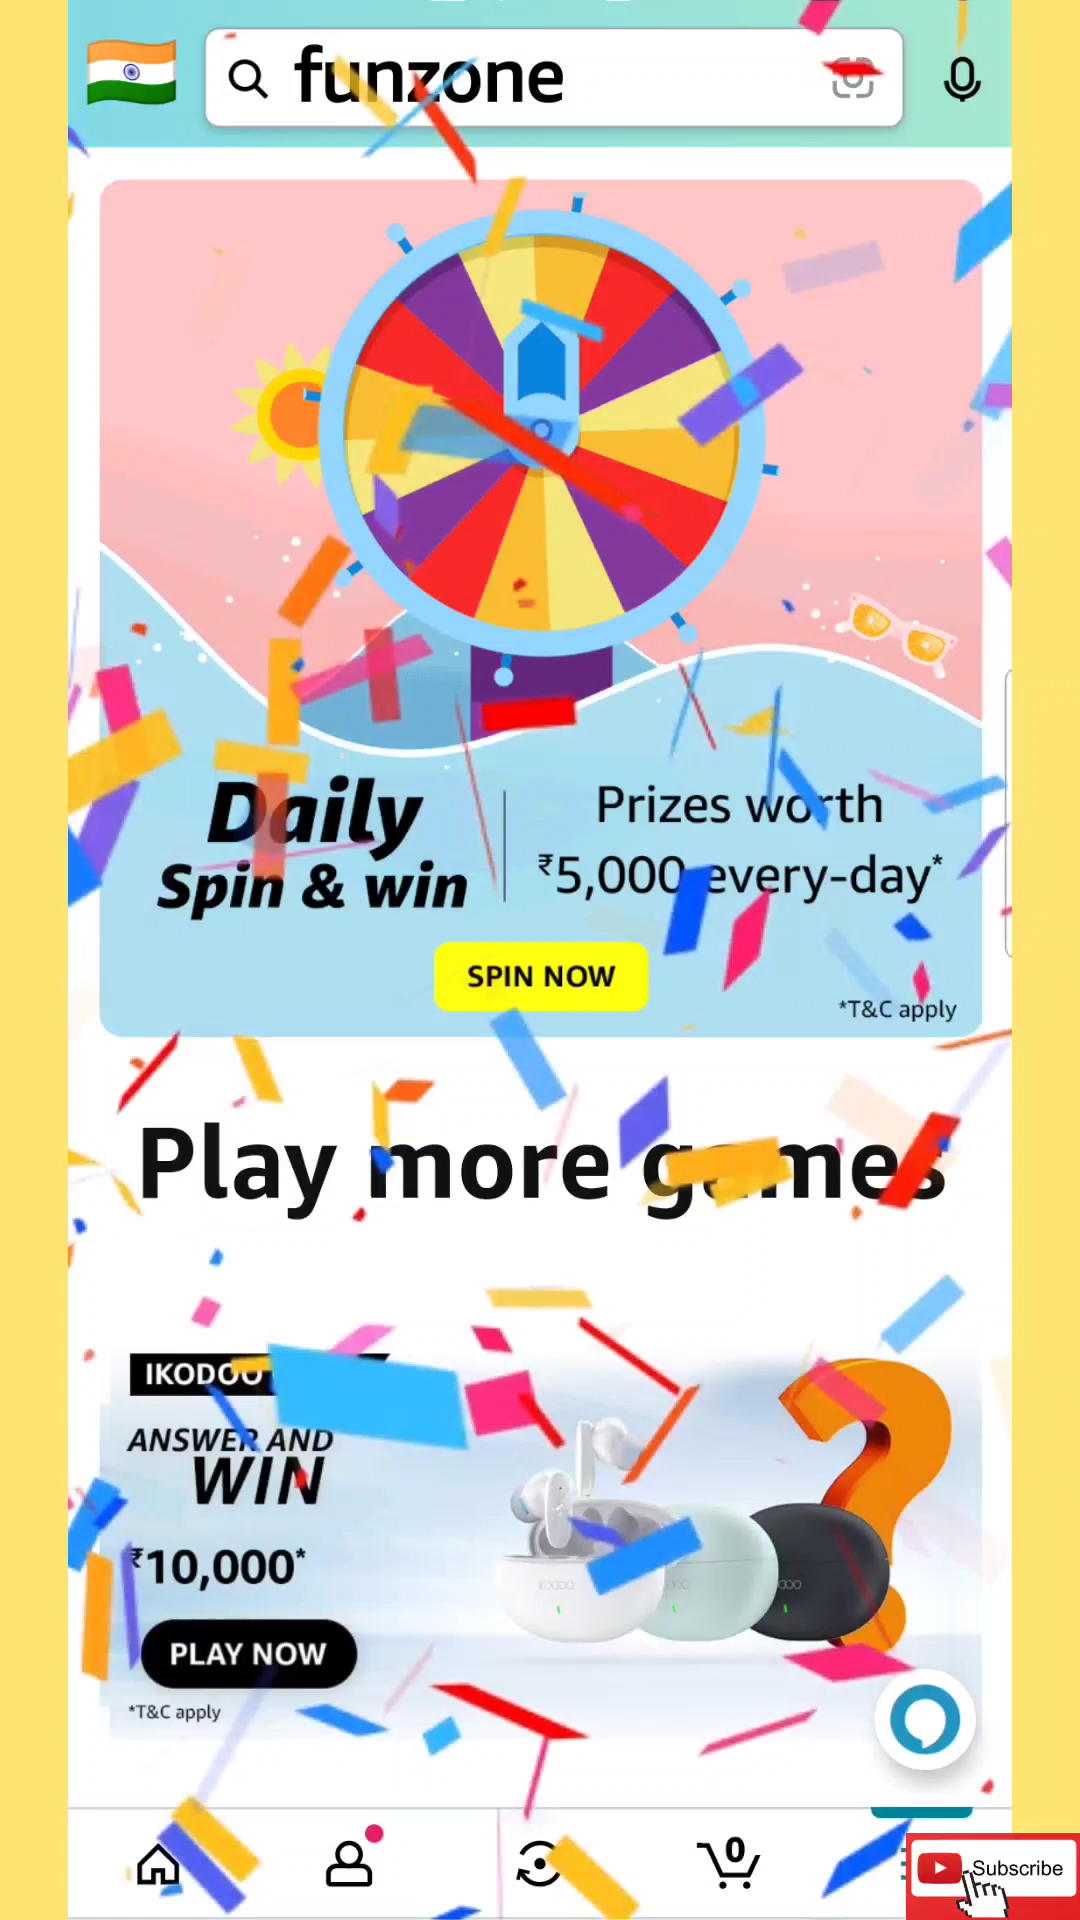 funzone
Daily
Spin & win
Prizes worth
₹5,000 every-day*
SPIN NOW
*T&C apply
Play more games
IKODOO
ANSWER AND
WIN
₹10,000*
PLAY NOW
*T&C apply
0
Subscribe